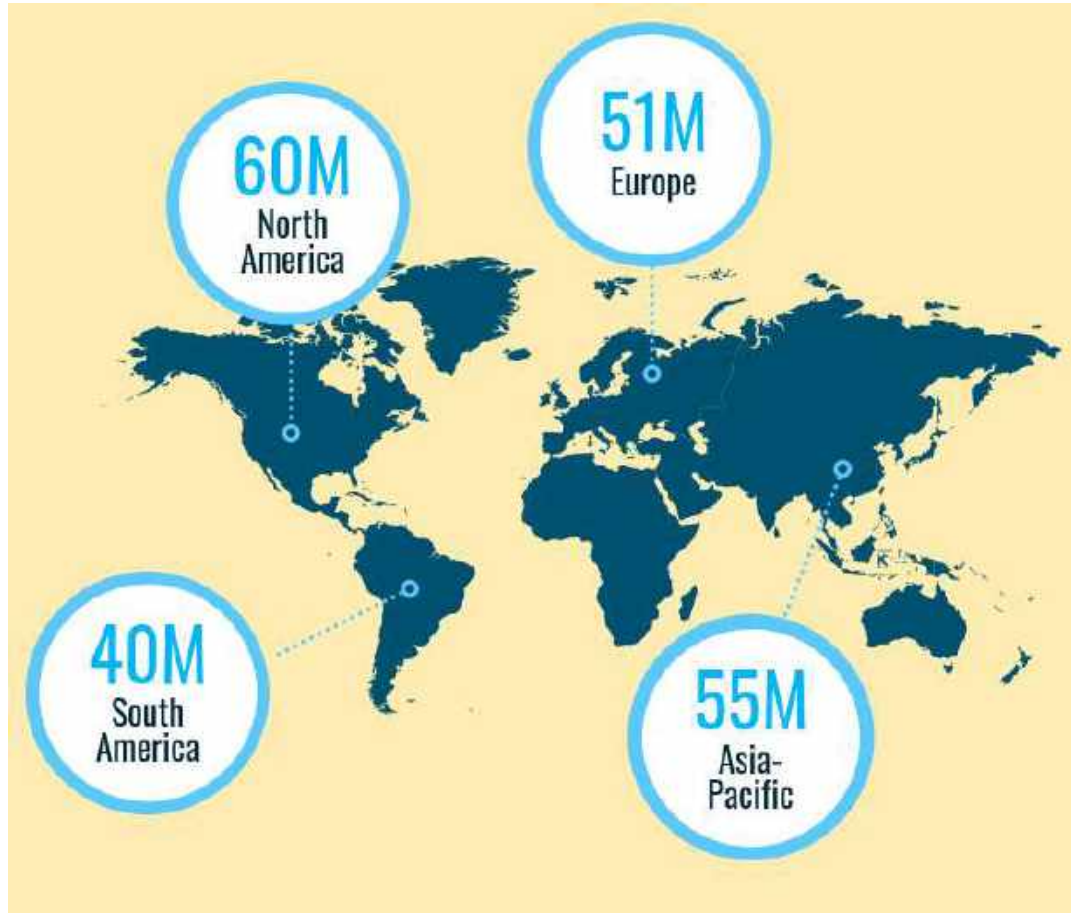 60M
North
America
51M
Europe
40M
South
America
55M
Asia-
Pacific